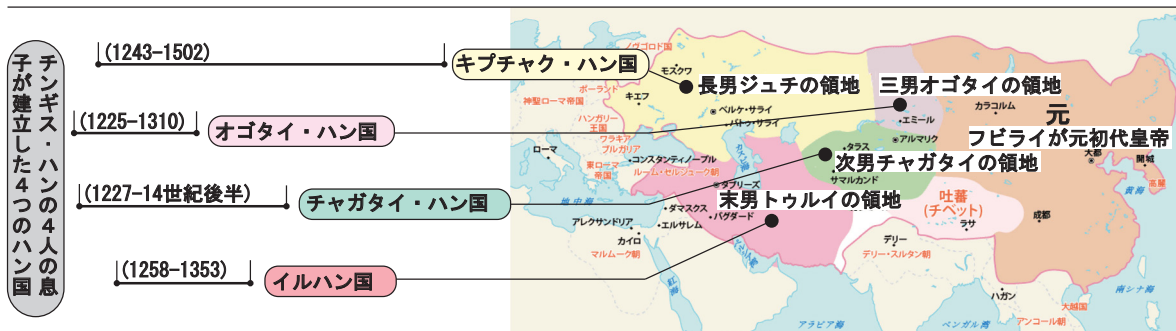 チンギス・ハンの4人の息
子が建立した4つのハン国
(1243-1502)
キプチャク・ハン国
(1225-1310)
オゴタイ・ハン国
(1227-14世紀後半)
チャガタイ・ハン国
(1258-1353)
イルハン国
ノヴゴロド国
モスクワ
長男ジュチの領地
三男オゴタイの領地
ポーランド
神聖ローマ帝国
キエフ
ベルケ・サライ
バトゥ・サライ
カラコルム
元
エミール
フビライが元初代皇帝
ハンガリー
王国
ワラキア
ブルガリア
アルマリク
タラス
大都
開城
高麗
黄海
ローマ
コンスタンティノープル
カスピ海
次男チャガタイの領地
東ローマ
帝国
ルーム・セルジューク朝
サマルカンド
タブリーズ
末男トゥルイの領地
吐蕃
(チベット)
地中海
ダマスクス
バグダード
ラサ
成都
アレクサンドリア
エルサレム
カイロ
マルムーク朝
デリー
デリー・スルタン朝
ペルシア湾
紅海
ハガン
大越国
南シナ海
アラビア海
ベンガル湾
アンコール朝